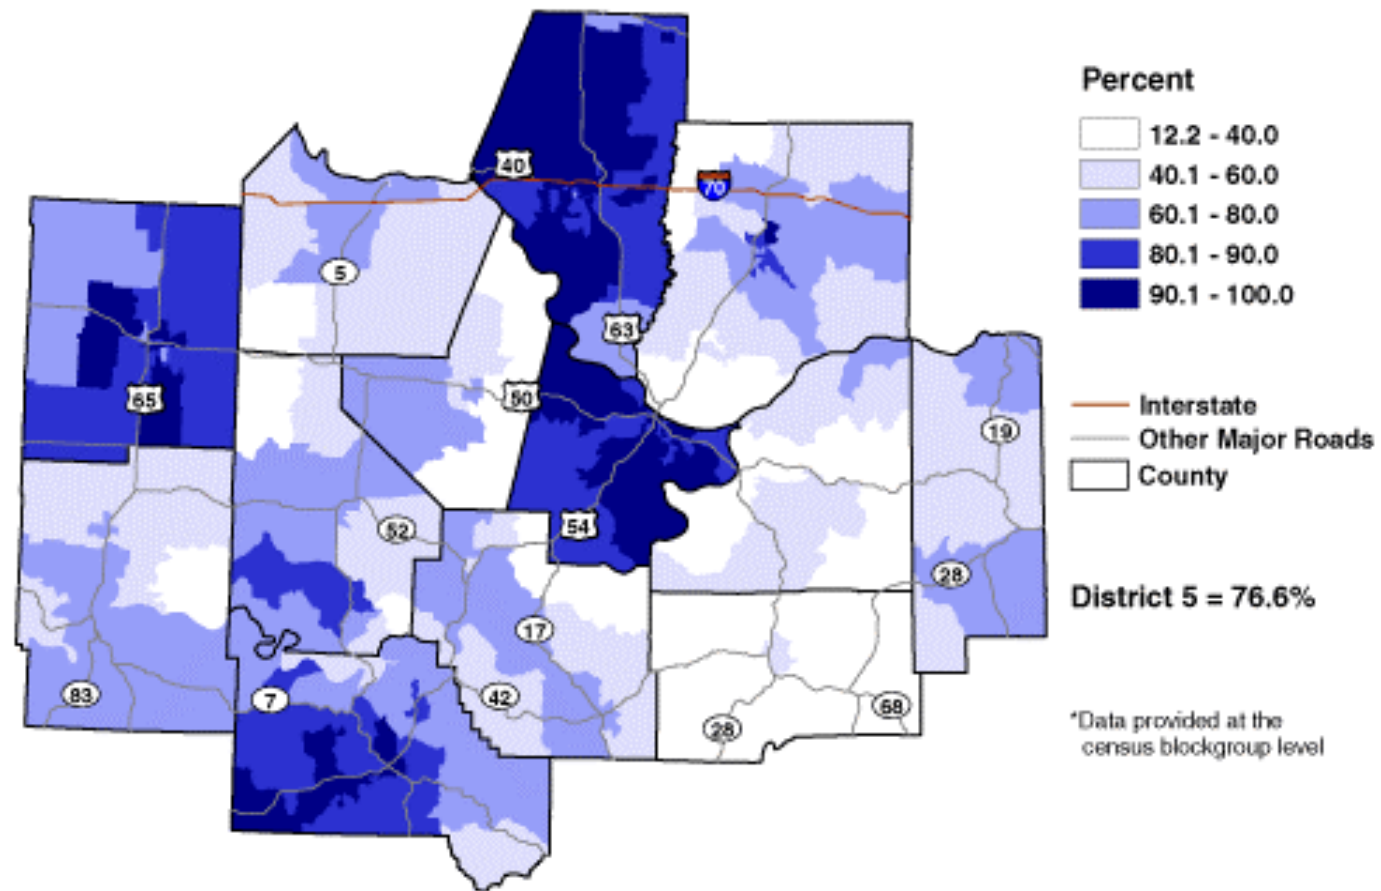 Percent
12.2 - 40.0
40.1 - 60.0
60.1 - 80.0
80.1 - 90.0
90.1 - 100.0
Interstate
Other Major Roads
County
District 5 = 76.6%
*Data provided at the
census blockgroup level
40
70
5
63
65
50
19
54
52
28
17
83
7
42
68
28